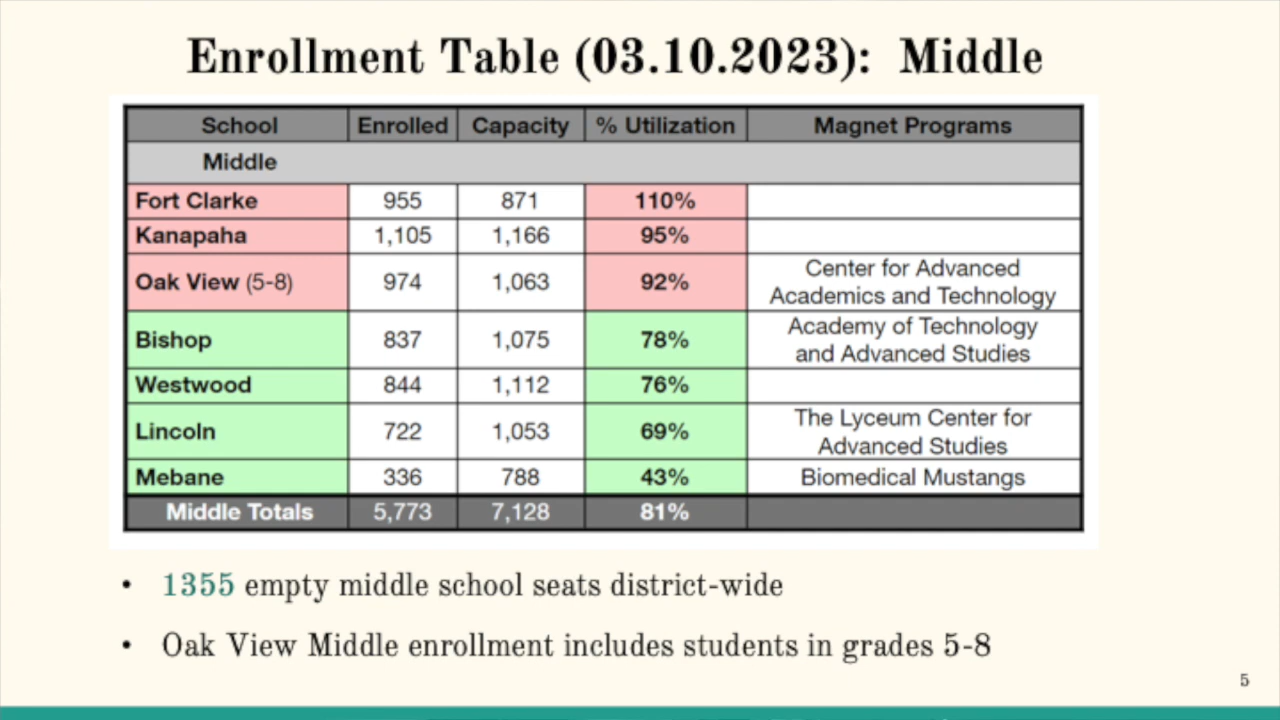 Enrollment Table (03.10.2023): Middle
School Enrolled Capacity % Utilization Magnet Programs
Middle
Fort Clarke 955 871 110%
Kanapaha 1,105 1,166 95%
Oak View (5-8) 974 1,063 92% Center for Advanced
Academics and Technology
Bishop 837 1,075 78% Academy of Technology
and Advanced Studies
Westwood 844 1,112 76%
Lincoln 722 1,053 69% The Lyceum Center for
Advanced Studies
Mebane 336 788 43% Biomedical Mustangs
Middle Totals 5,773 7,128 81%
• 1355 empty middle school seats district-wide
• Oak View Middle enrollment includes students in grades 5-8
5